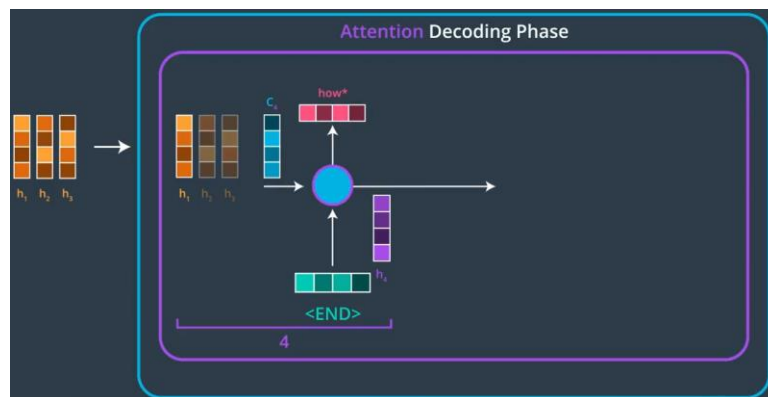 Attention Decoding Phase
h₁ h₂ h₃
h₁ h₂ h₃
C₄
how*
h₄
<END>
4